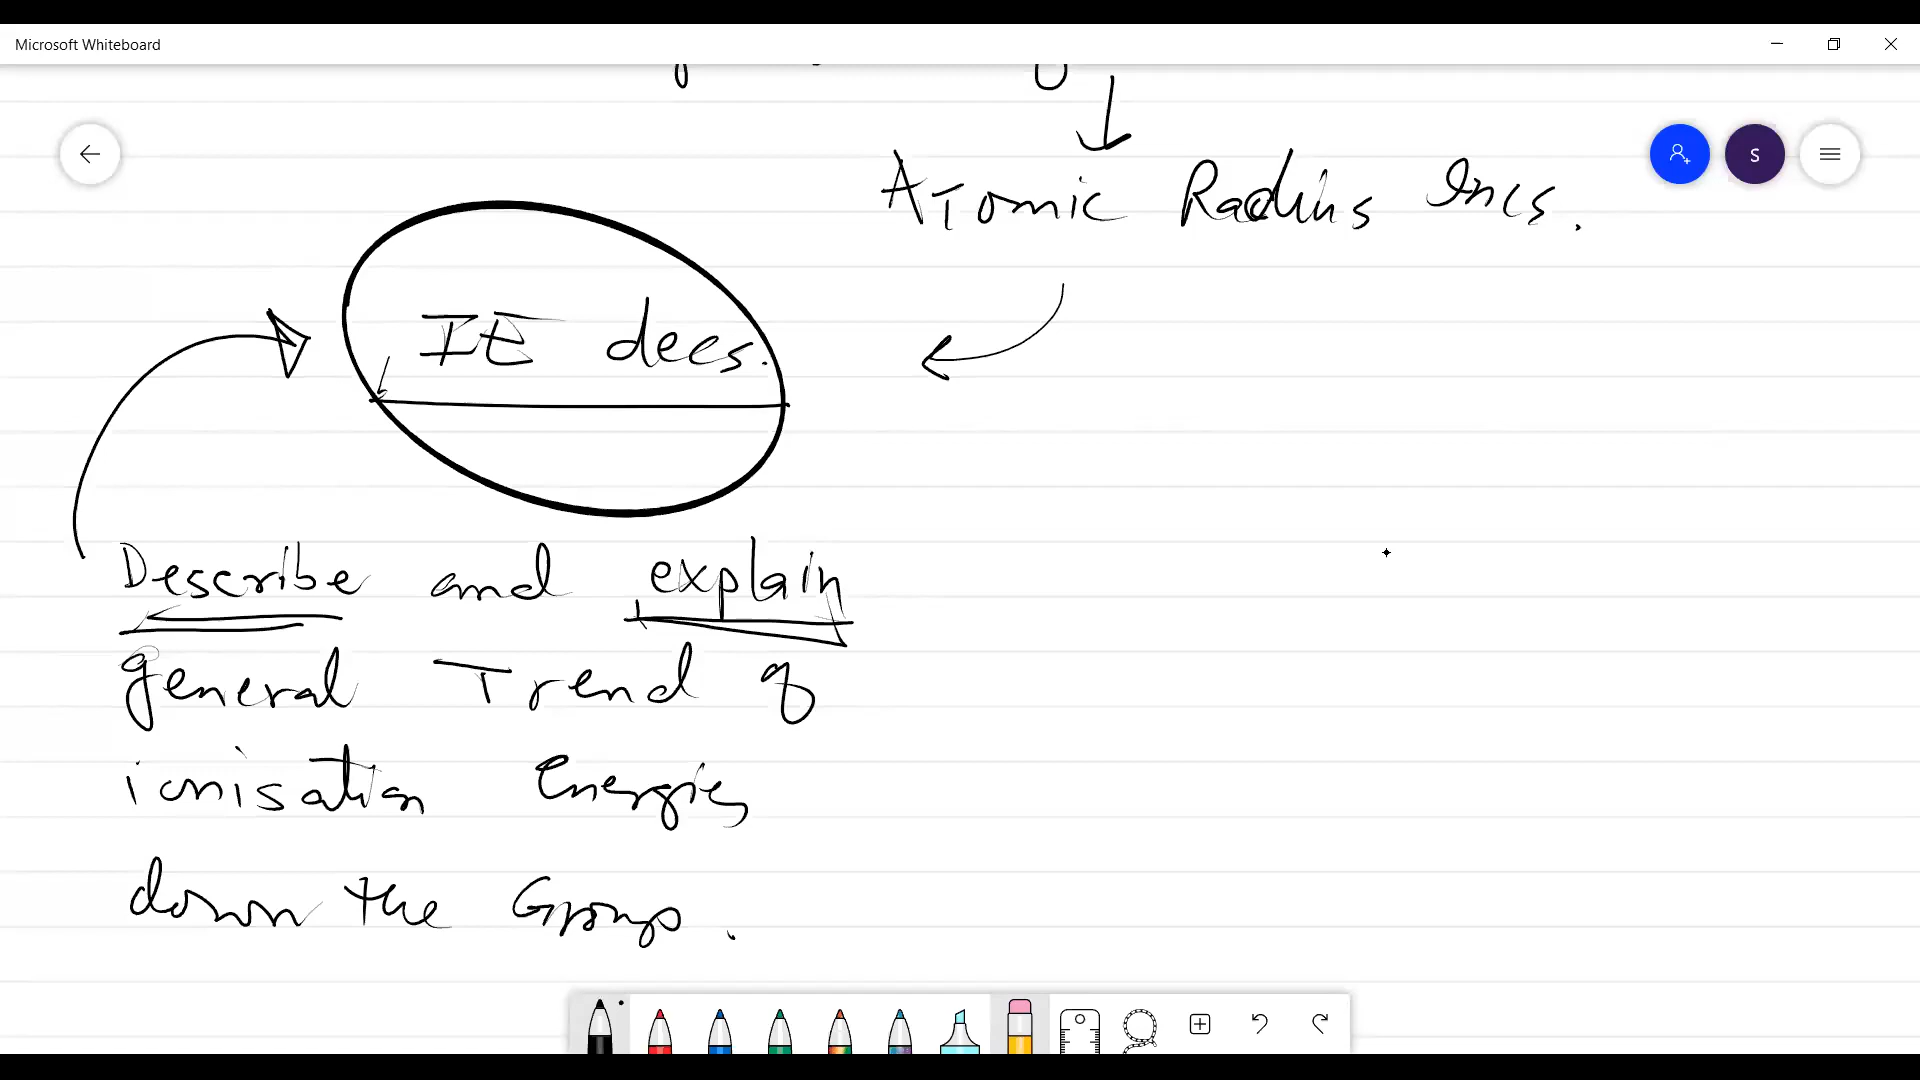 Microsoft Whiteboard
S
Atomic Radius Incs.
IE decs.
Describe and explain
general Trend of
ionisation Energies
down the Group.